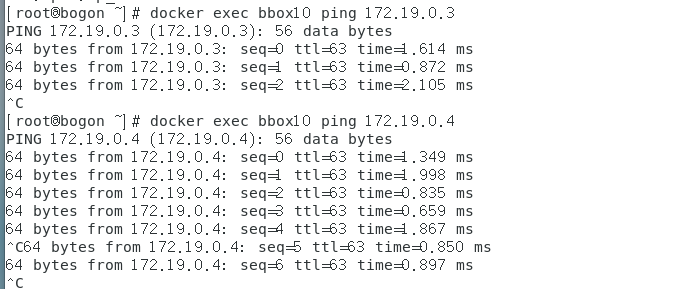 [root@bogon ~]# docker exec bbox10 ping 172.19.0.3
PING 172.19.0.3 (172.19.0.3): 56 data bytes
64 bytes from 172.19.0.3: seq=0 ttl=63 time=1.614 ms
64 bytes from 172.19.0.3: seq=1 ttl=63 time=0.872 ms
64 bytes from 172.19.0.3: seq=2 ttl=63 time=2.105 ms
^C
[root@bogon ~]# docker exec bbox10 ping 172.19.0.4
PING 172.19.0.4 (172.19.0.4): 56 data bytes
64 bytes from 172.19.0.4: seq=0 ttl=63 time=1.349 ms
64 bytes from 172.19.0.4: seq=1 ttl=63 time=1.998 ms
64 bytes from 172.19.0.4: seq=2 ttl=63 time=0.835 ms
64 bytes from 172.19.0.4: seq=3 ttl=63 time=0.659 ms
64 bytes from 172.19.0.4: seq=4 ttl=63 time=1.867 ms
^C64 bytes from 172.19.0.4: seq=5 ttl=63 time=0.850 ms
64 bytes from 172.19.0.4: seq=6 ttl=63 time=0.897 ms
^C